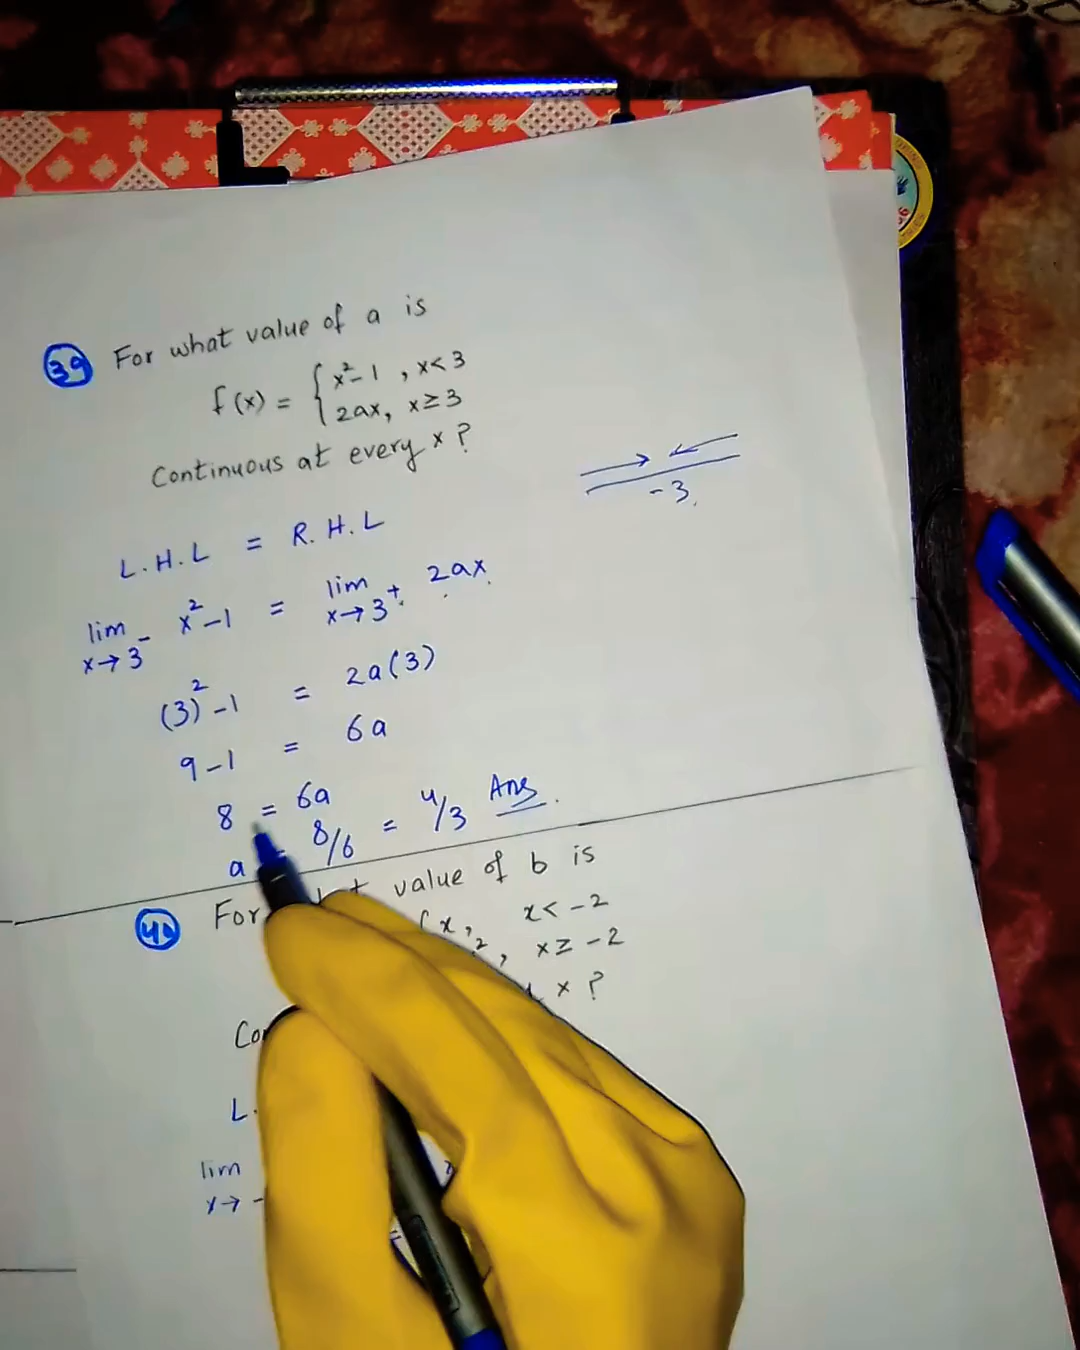 39 For what value of a is
f(x) = { x²-1 , x<3
2ax, x≥3
Continuous at every x ?
-3.
L.H.L = R.H.L
lim x→3⁻ x²-1 = lim x→3⁺ 2ax
(3)²-1 = 2a(3)
9-1 = 6a
8 = 6a
a = 8/6 = 4/3 Ans.
For value of b is
x, x<-2
², x≥-2
x ?
L.
lim
x→ -
=